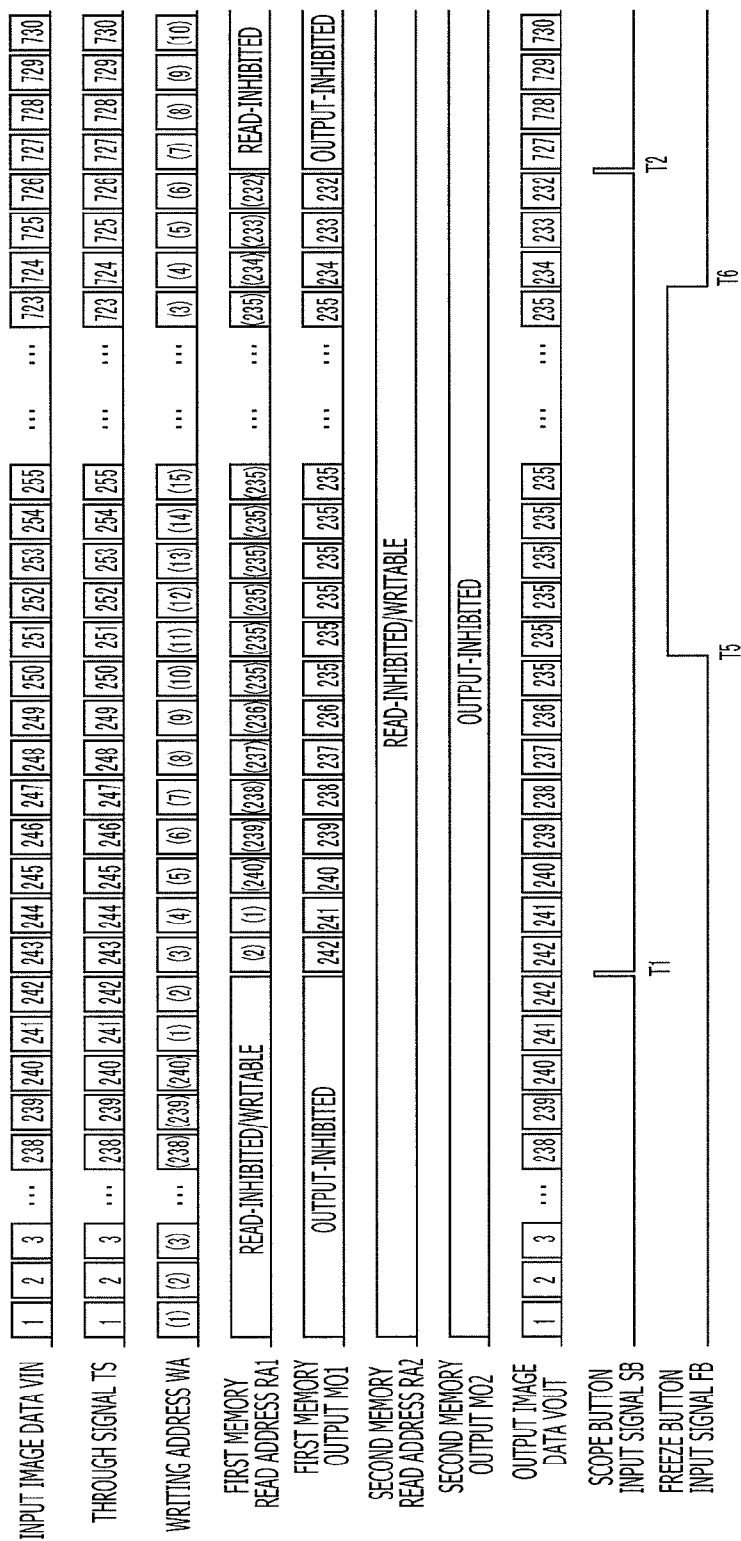 INPUT IMAGE DATA VIN 1 2 3 ... 238 239 240 241 242 243 244 245 246 247 248 249 250 251 252 253 254 255 ... ... 723 724 725 726 727 728 729 730
THROUGH SIGNAL TS 1 2 3 ... 238 239 240 241 242 243 244 245 246 247 248 249 250 251 252 253 254 255 ... ... 723 724 725 726 727 728 729 730
WRITING ADDRESS WA (1) (2) (3) ... (238) (239) (240) (1) (2) (3) (4) (5) (6) (7) (8) (9) (10) (11) (12) (13) (14) (15) ... ... (3) (4) (5) (6) (7) (8) (9) (10)
FIRST MEMORY
READ ADDRESS RA1 READ-INHIBITED/WRITABLE (2) (1) (240) (239) (238) (237) (236) (235) (235) (235) (235) (235) (235) ... ... (235) (234) (233) (232) READ-INHIBITED
FIRST MEMORY
OUTPUT MO1 OUTPUT-INHIBITED 242 241 240 239 238 237 236 235 235 235 235 235 235 ... ... 235 234 233 232 OUTPUT-INHIBITED
SECOND MEMORY
READ ADDRESS RA2 READ-INHIBITED/WRITABLE
SECOND MEMORY
OUTPUT MO2 OUTPUT-INHIBITED
OUTPUT IMAGE
DATA VOUT 1 2 3 ... 238 239 240 241 242 242 241 240 239 238 237 236 235 235 235 235 235 235 ... ... 235 234 233 232 727 728 729 730
SCOPE BUTTON
INPUT SIGNAL SB
T1 T2
FREEZE BUTTON
INPUT SIGNAL FB
T5 T6